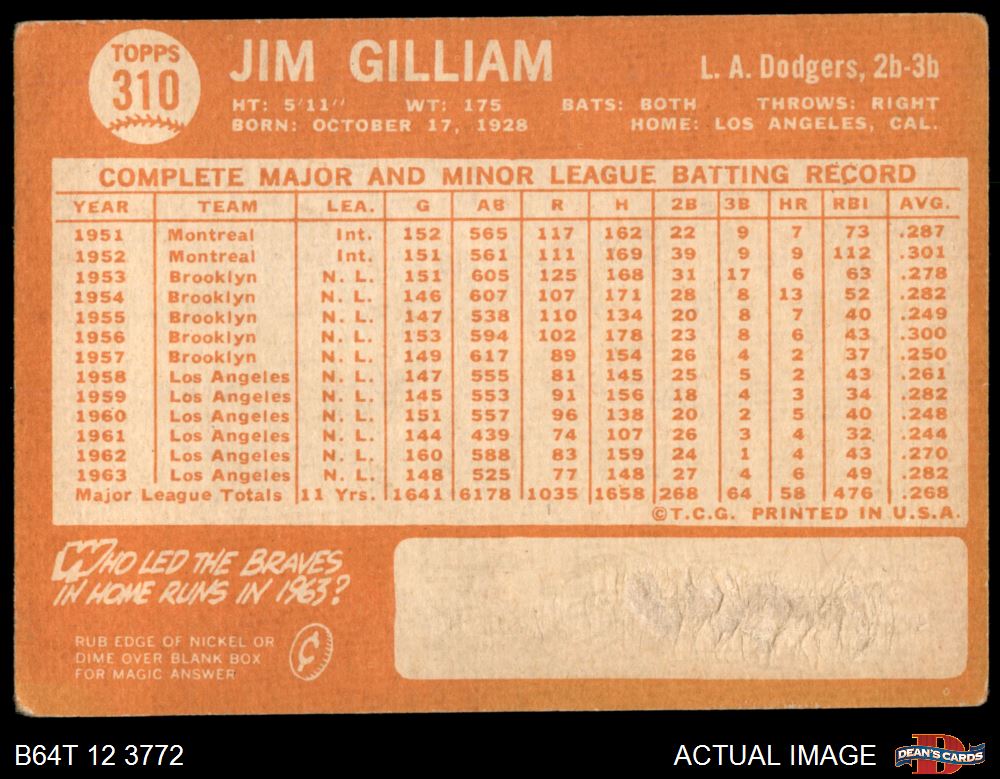 TOPPS
310
JIM GILLIAM
L. A. Dodgers, 2b-3b
HT: 5'11" WT: 175 BATS: BOTH THROWS: RIGHT
BORN: OCTOBER 17, 1928 HOME: LOS ANGELES, CAL.
COMPLETE MAJOR AND MINOR LEAGUE BATTING RECORD
YEAR TEAM LEA. G AB R H 2B 3B HR RBI AVG.
1951 Montreal Int. 152 565 117 162 22 9 7 73 .287
1952 Montreal Int. 151 561 111 169 39 9 9 112 .301
1953 Brooklyn N. L. 151 605 125 168 31 17 6 63 .278
1954 Brooklyn N. L. 146 607 107 171 28 8 13 52 .282
1955 Brooklyn N. L. 147 538 110 134 20 8 7 40 .249
1956 Brooklyn N. L. 153 594 102 178 23 8 6 43 .300
1957 Brooklyn N. L. 149 617 89 154 26 4 2 37 .250
1958 Los Angeles N. L. 147 555 81 145 25 5 2 43 .261
1959 Los Angeles N. L. 145 553 91 156 18 4 3 34 .282
1960 Los Angeles N. L. 151 557 96 138 20 2 5 40 .248
1961 Los Angeles N. L. 144 439 74 107 26 3 4 32 .244
1962 Los Angeles N. L. 160 588 83 159 24 1 4 43 .270
1963 Los Angeles N. L. 148 525 77 148 27 4 6 49 .282
Major League Totals 11 Yrs. 1641 6178 1035 1658 268 64 58 476 .268
©T.C.G. PRINTED IN U.S.A.
WHO LED THE BRAVES
IN HOME RUNS IN 1963?
RUB EDGE OF NICKEL OR
DIME OVER BLANK BOX
FOR MAGIC ANSWER
¢
B64T 12 3772
ACTUAL IMAGE
D
DEAN'S CARDS